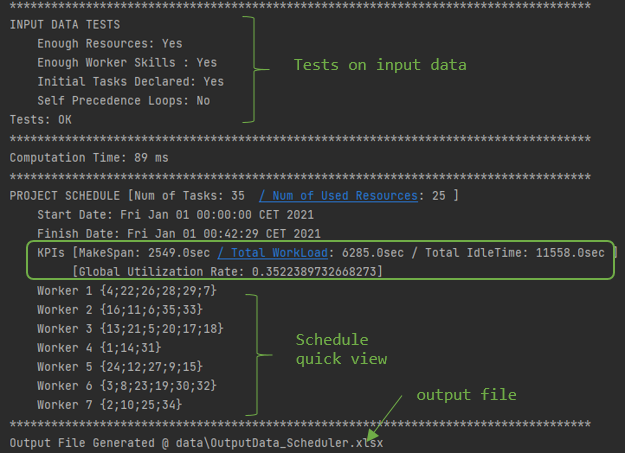 ***********************************************************************************
INPUT DATA TESTS
Enough Resources: Yes
Enough Worker Skills : Yes
Initial Tasks Declared: Yes
Self Precedence Loops: No
Tests: OK
Tests on input data
***********************************************************************************
Computation Time: 89 ms
***********************************************************************************
PROJECT SCHEDULE [Num of Tasks: 35 / Num of Used Resources: 25 ]
Start Date: Fri Jan 01 00:00:00 CET 2021
Finish Date: Fri Jan 01 00:42:29 CET 2021
KPIs [MakeSpan: 2549.0sec / Total WorkLoad: 6285.0sec / Total IdleTime: 11558.0sec ]
[Global Utilization Rate: 0.3522389732668273]
Worker 1 {4;22;26;28;29;7}
Worker 2 {16;11;6;35;33}
Worker 3 {13;21;5;20;17;18}
Worker 4 {1;14;31}
Worker 5 {24;12;27;9;15}
Worker 6 {3;8;23;19;30;32}
Worker 7 {2;10;25;34}
Schedule
quick view
output file
***********************************************************************************
Output File Generated @ data\OutputData_Scheduler.xlsx